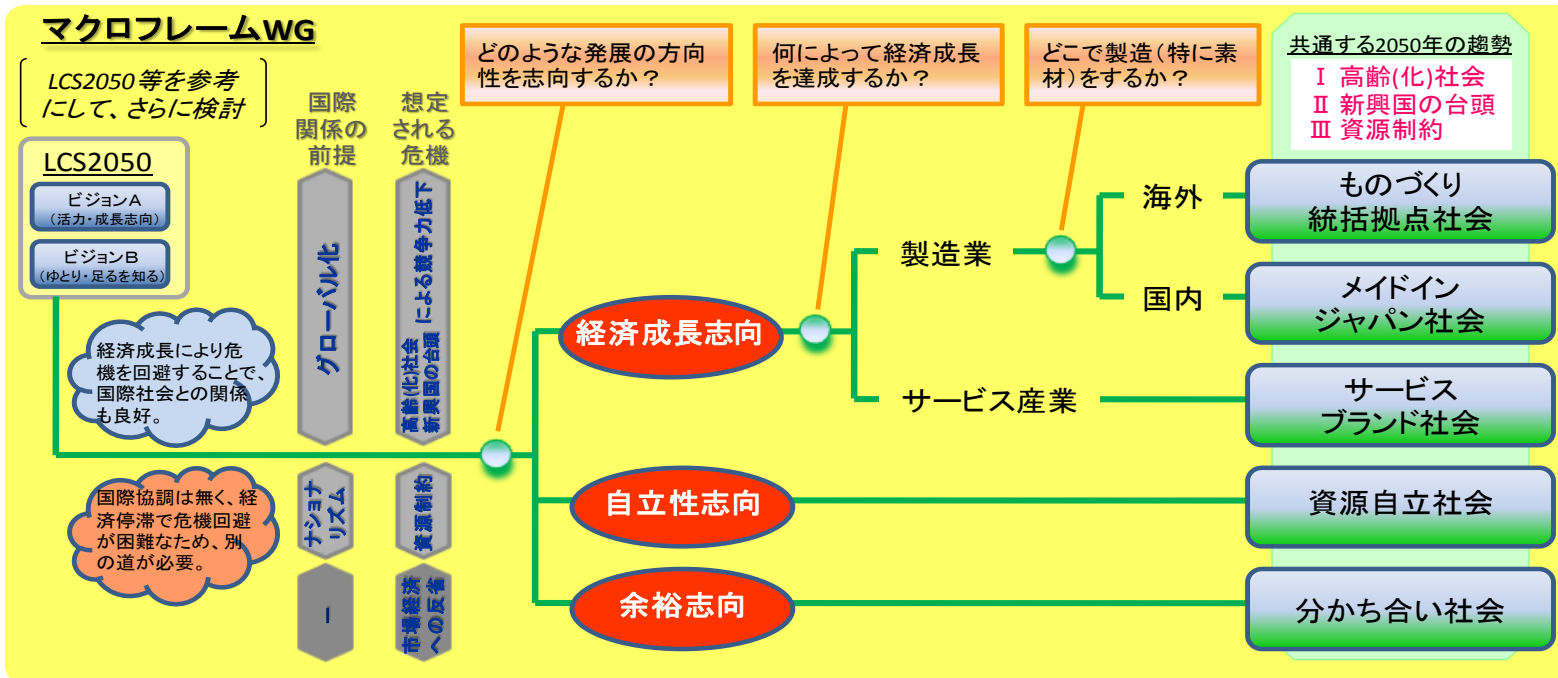 マクロフレームWG
LCS2050等を参考
にして、さらに検討
LCS2050
ビジョンA
(活力・成長志向)
ビジョンB
(ゆとり・足るを知る)
経済成長により危
機を回避することで、
国際社会との関係
も良好。
国際協調は無く、経
済停滞で危機回避
が困難なため、別
の道が必要。
国際
関係の
前提
グローバル化
ナショナ
リズム
ー
想定
される
危機
高齢(化)社会
新興国の台頭
による競争力低下
資源制約
市場経済
への反省
どのような発展の方向
性を志向するか？
何によって経済成長
を達成するか？
どこで製造(特に素
材)をするか？
経済成長志向
自立性志向
余裕志向
製造業
サービス産業
海外
国内
共通する2050年の趨勢
Ⅰ 高齢(化)社会
Ⅱ 新興国の台頭
Ⅲ 資源制約
ものづくり
統括拠点社会
メイドイン
ジャパン社会
サービス
ブランド社会
資源自立社会
分かち合い社会